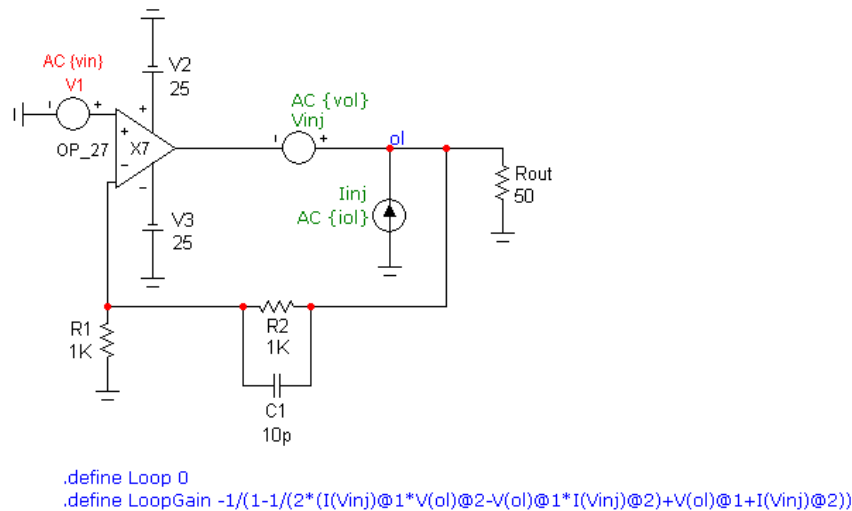 AC {vin}
V1
V2
25
OP_27
X7
V3
25
AC {vol}
Vinj
ol
Iinj
AC {iol}
Rout
50
R1
1K
R2
1K
C1
10p
.define Loop 0
.define LoopGain -1/(1-1/(2*(I(Vinj)@1*V(ol)@2-V(ol)@1*I(Vinj)@2)+V(ol)@1+I(Vinj)@2))